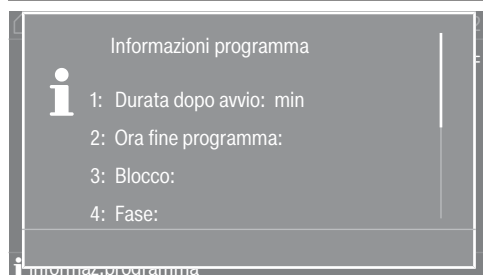 Informazioni programma
1: Durata dopo avvio: min
2: Ora fine programma:
3: Blocco:
4: Fase:
Informaz.programma